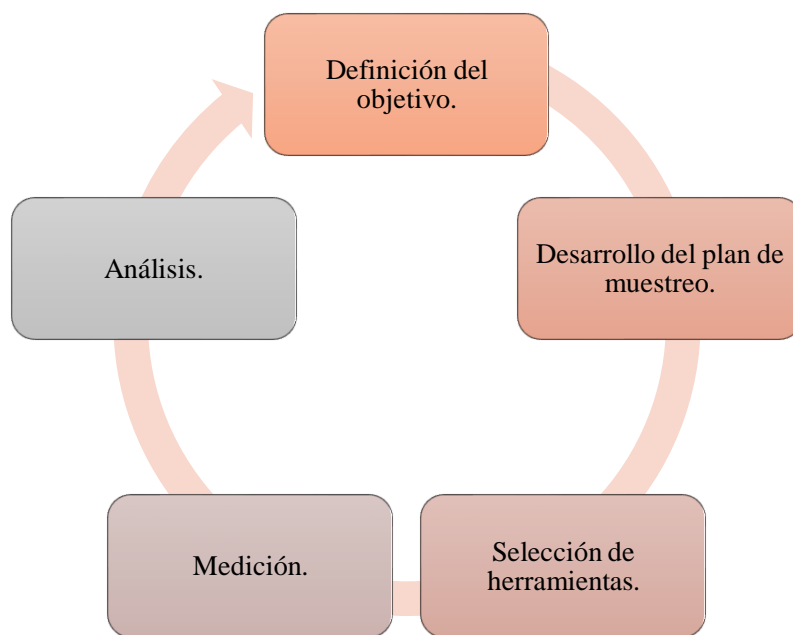 Definición del
objetivo.
Desarrollo del plan de
muestreo.
Selección de
herramientas.
Medición.
Análisis.